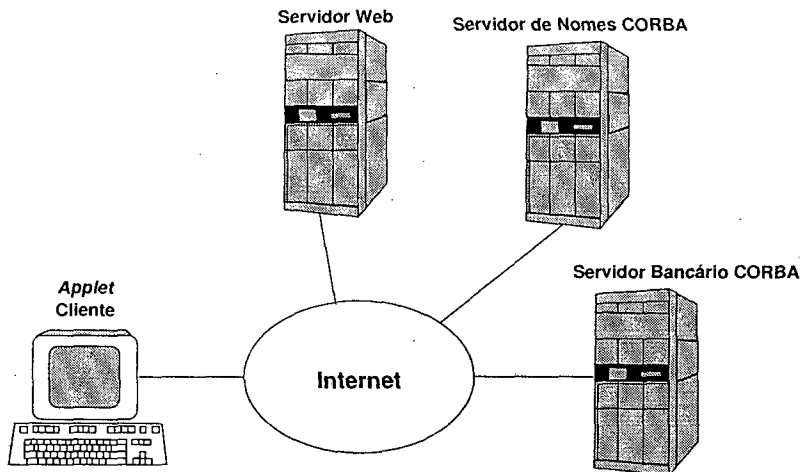 Servidor Web
Servidor de Nomes CORBA
Servidor Bancário CORBA
Applet
Cliente
Internet